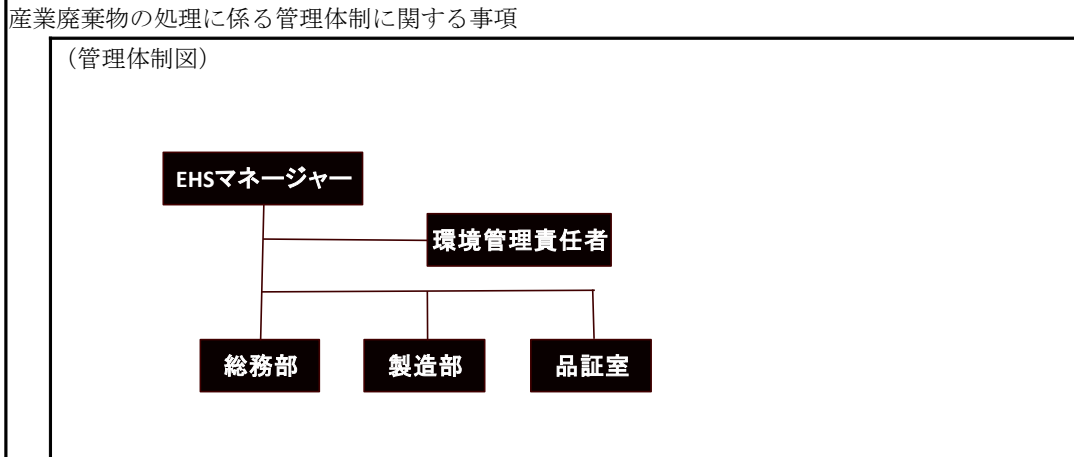 産業廃棄物の処理に係る管理体制に関する事項
（管理体制図）
EHSマネージャー
環境管理責任者
総務部
製造部
品証室